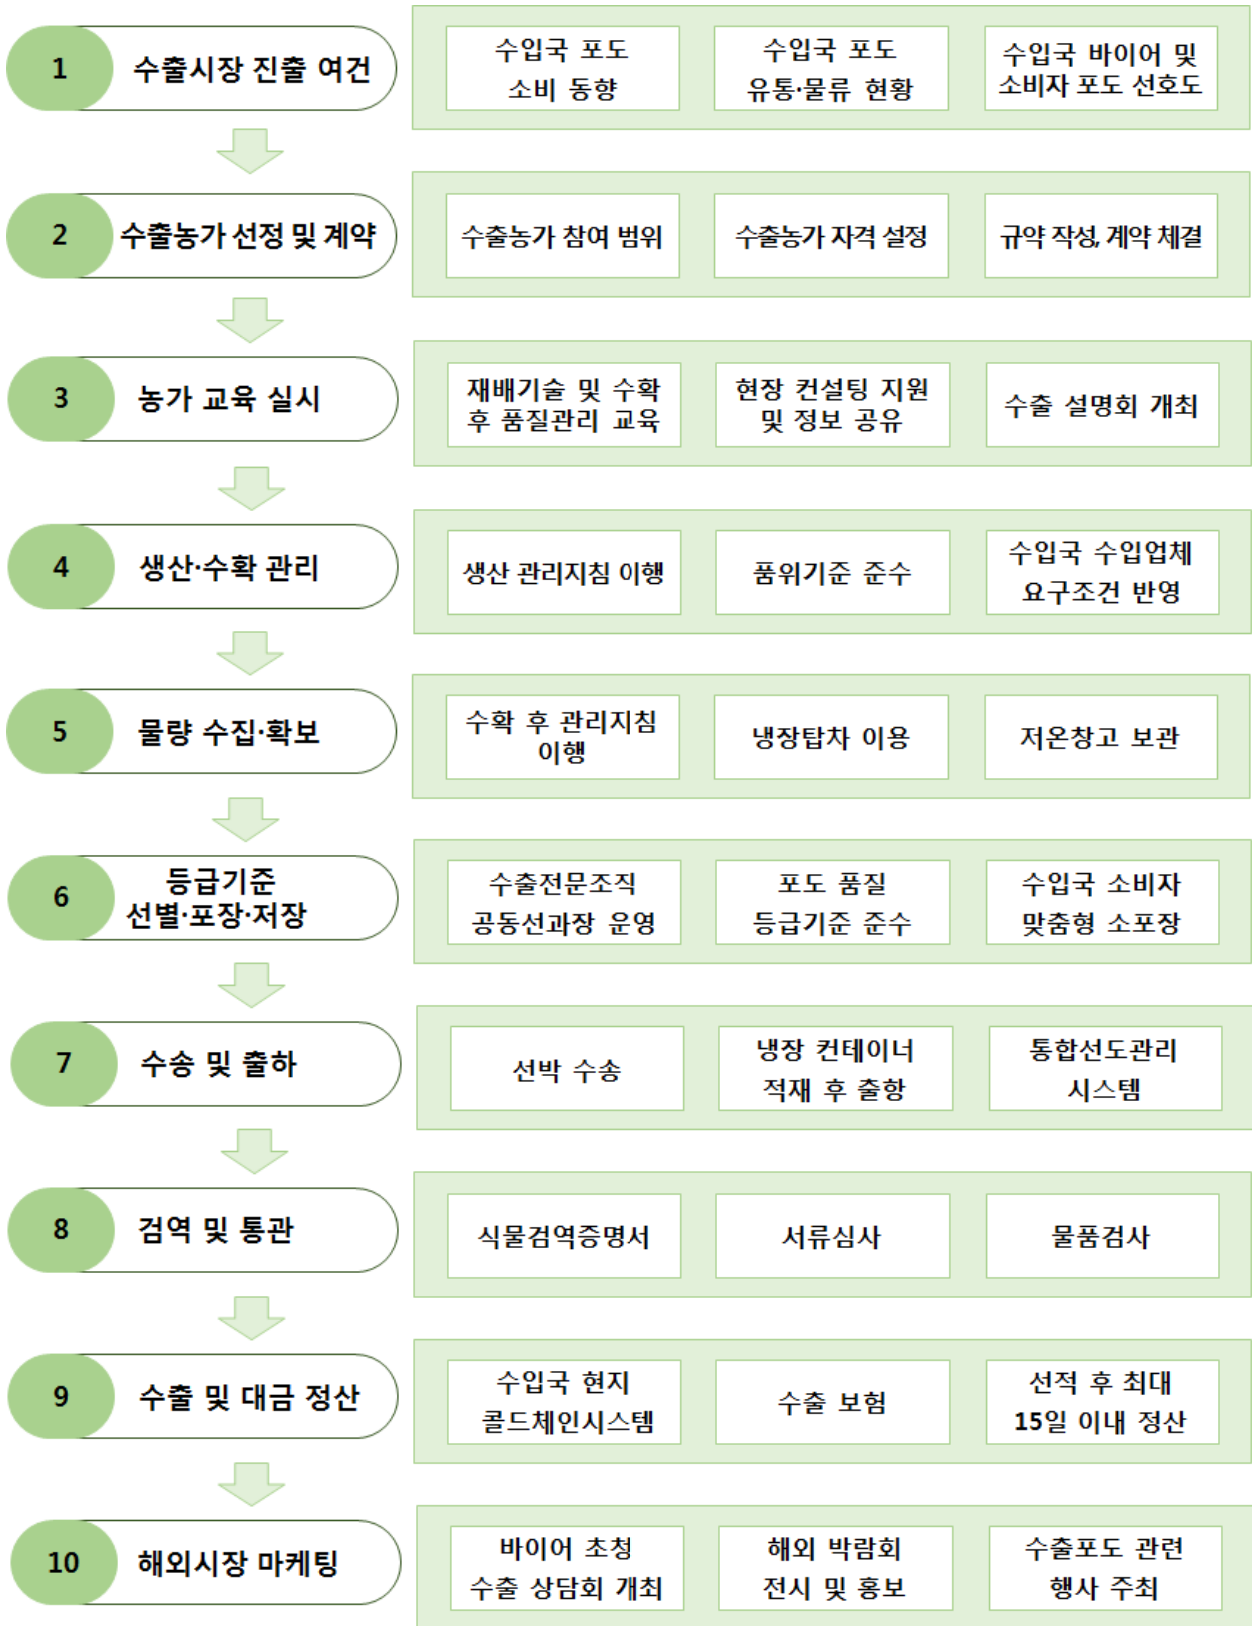 1
수출시장 진출 여건
수입국 포도
소비 동향
수입국 포도
유통·물류 현황
수입국 바이어 및
소비자 포도 선호도
2
수출농가 선정 및 계약
수출농가 참여 범위
수출농가 자격 설정
규약 작성, 계약 체결
3
농가 교육 실시
재배기술 및 수확
후 품질관리 교육
현장 컨설팅 지원
및 정보 공유
수출 설명회 개최
4
생산·수확 관리
생산 관리지침 이행
품위기준 준수
수입국 수입업체
요구조건 반영
5
물량 수집·확보
수확 후 관리지침
이행
냉장탑차 이용
저온창고 보관
6
등급기준
선별·포장·저장
수출전문조직
공동선과장 운영
포도 품질
등급기준 준수
수입국 소비자
맞춤형 소포장
7
수송 및 출하
선박 수송
냉장 컨테이너
적재 후 출항
통합선도관리
시스템
8
검역 및 통관
식물검역증명서
서류심사
물품검사
9
수출 및 대금 정산
수입국 현지
콜드체인시스템
수출 보험
선적 후 최대
15일 이내 정산
10
해외시장 마케팅
바이어 초청
수출 상담회 개최
해외 박람회
전시 및 홍보
수출포도 관련
행사 주최